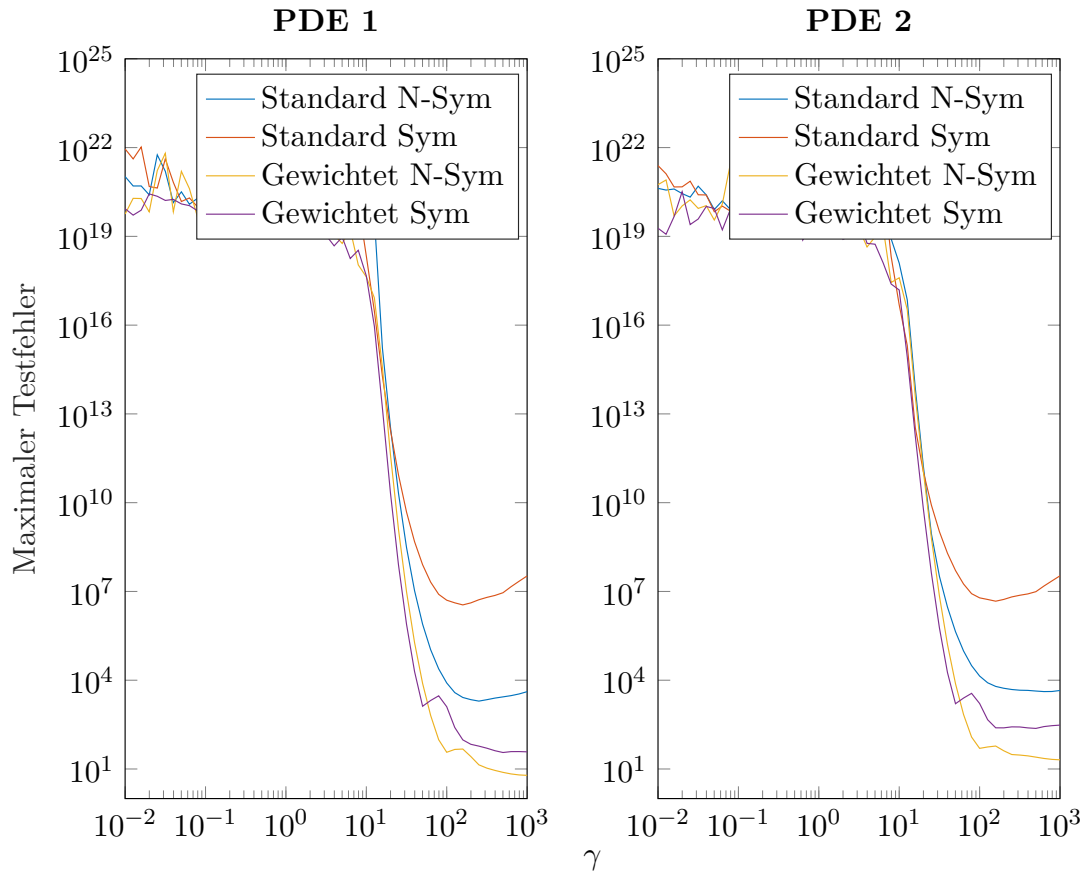 PDE 1
PDE 2
Maximaler Testfehler
10^25
10^22
10^19
10^16
10^13
10^10
10^7
10^4
10^1
10^−2
10^−1
10^0
10^1
10^2
10^3
Standard N-Sym
Standard Sym
Gewichtet N-Sym
Gewichtet Sym
10^25
10^22
10^19
10^16
10^13
10^10
10^7
10^4
10^1
10^−2
10^−1
10^0
10^1
10^2
10^3
Standard N-Sym
Standard Sym
Gewichtet N-Sym
Gewichtet Sym
γ